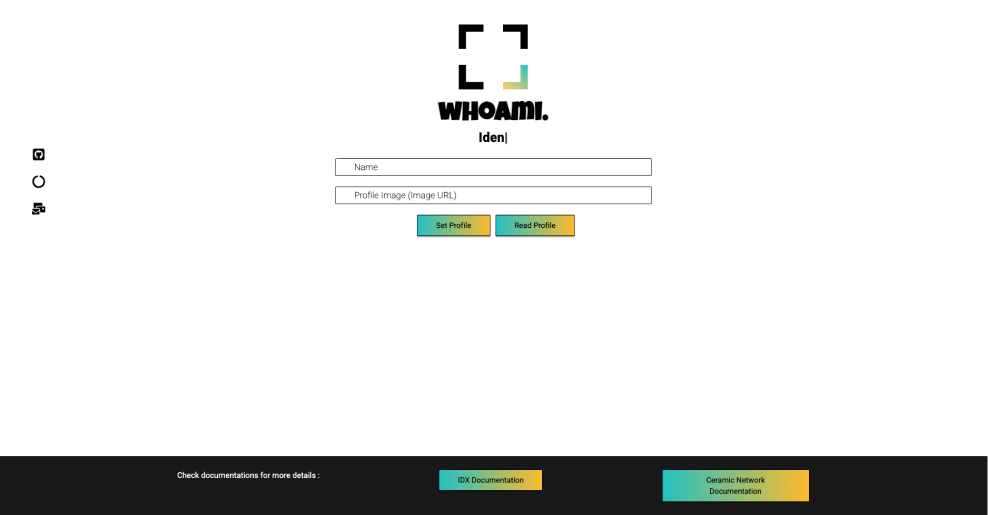 WHOAMI.
Iden|
Name
Profile Image (Image URL)
Set Profile
Read Profile
Check documentations for more details :
IDX Documentation
Ceramic Network
Documentation